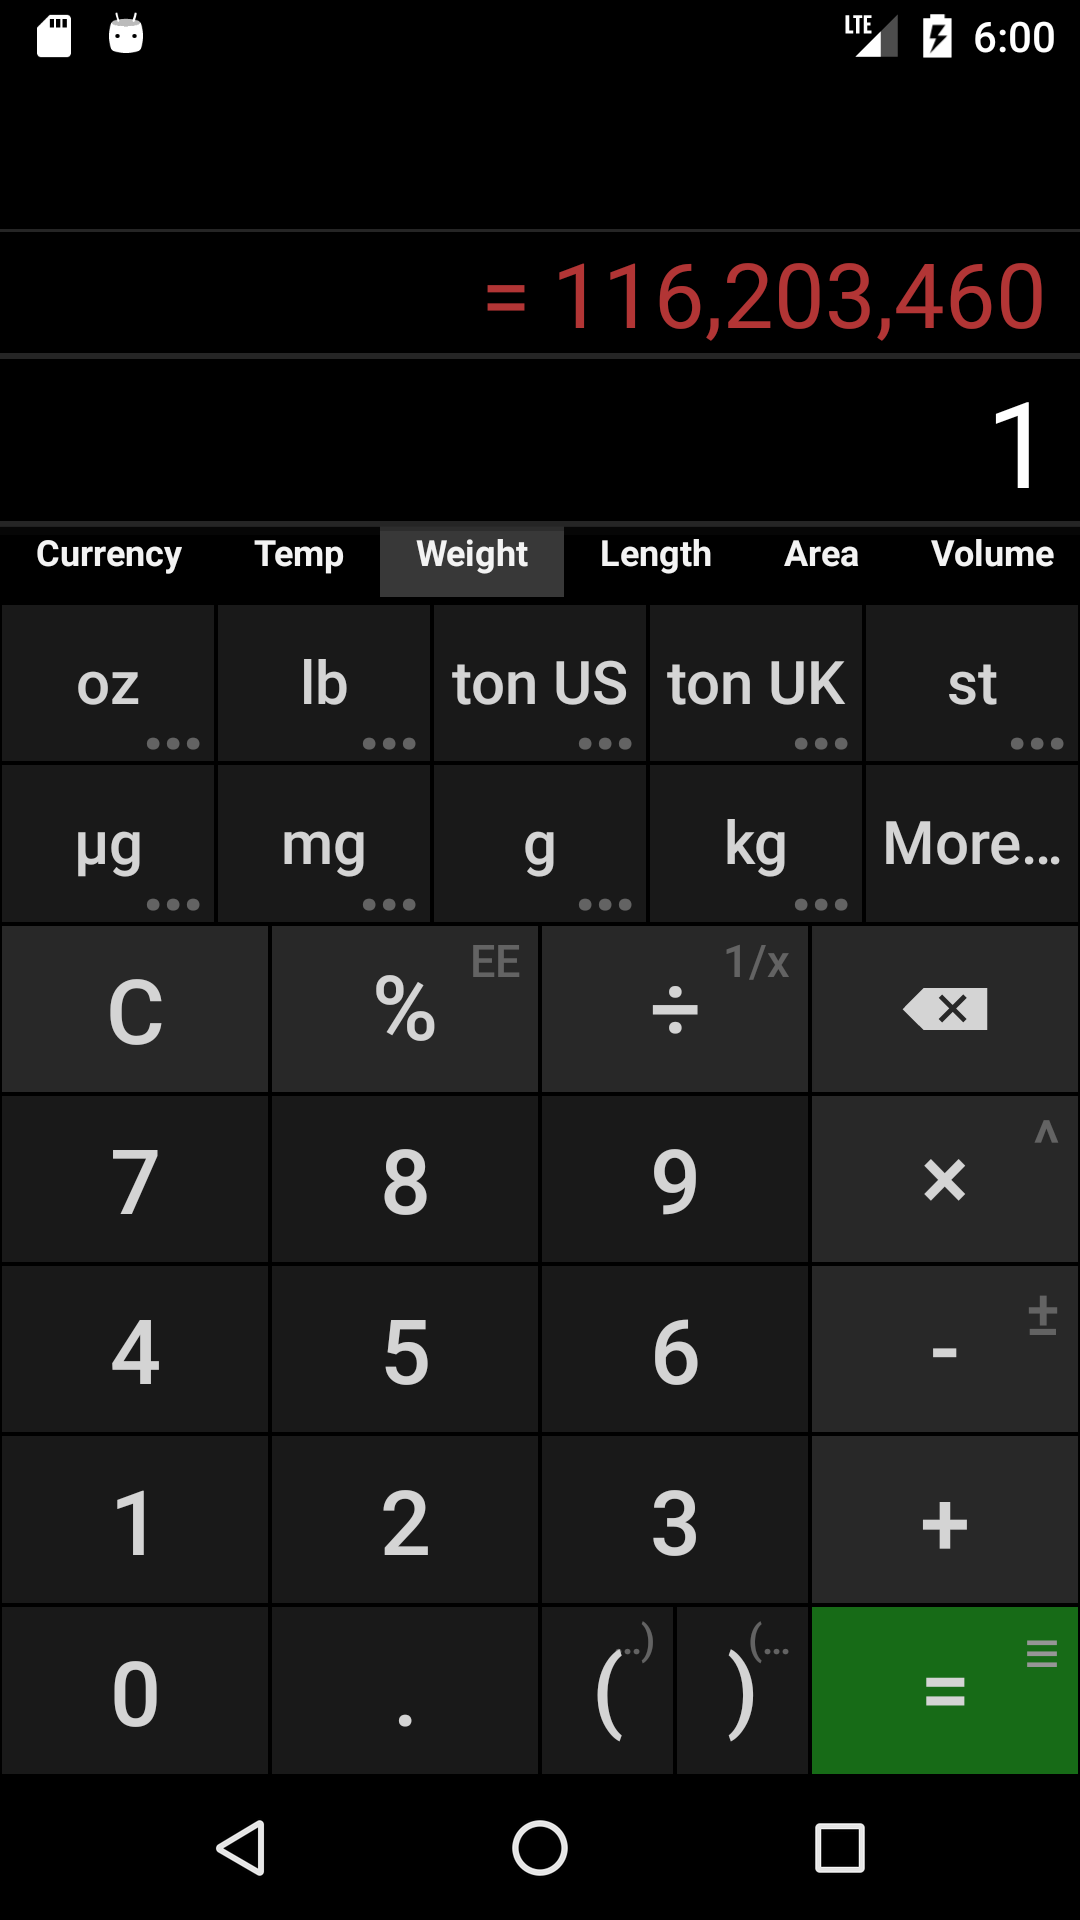 LTE 6:00
= 116,203,460
1
Currency Temp Weight Length Area Volume
oz lb ton US ton UK st
µg mg g kg More...
C % EE ÷ 1/x
7 8 9 × ^
4 5 6 - ±
1 2 3 +
0 . ( ..) ) (... =